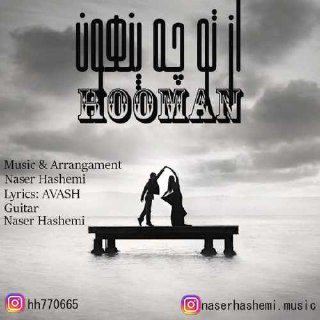 از تو چه پنهون
HOOMAN
Music & Arrangament
Naser Hashemi
Lyrics: AVASH
Guitar
Naser Hashemi
hh770665
naserhashemi.music